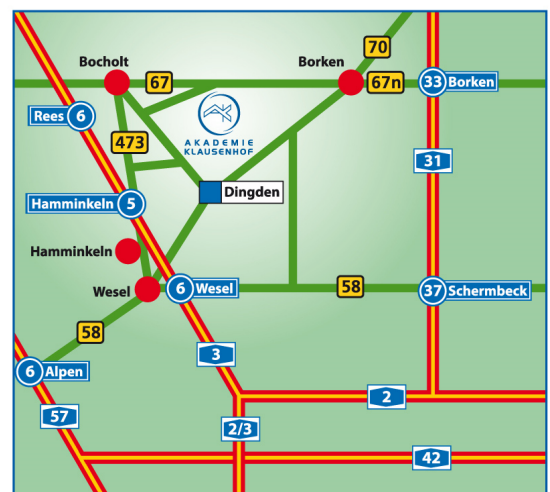 70
Bocholt
Borken
67
67n
33 Borken
Rees 6
AKADEMIE
KLAUSENHOF
473
31
Dingden
Hamminkeln 5
Hamminkeln
Wesel
6 Wesel
58
37 Schermbeck
58
3
6 Alpen
2
57
2/3
42